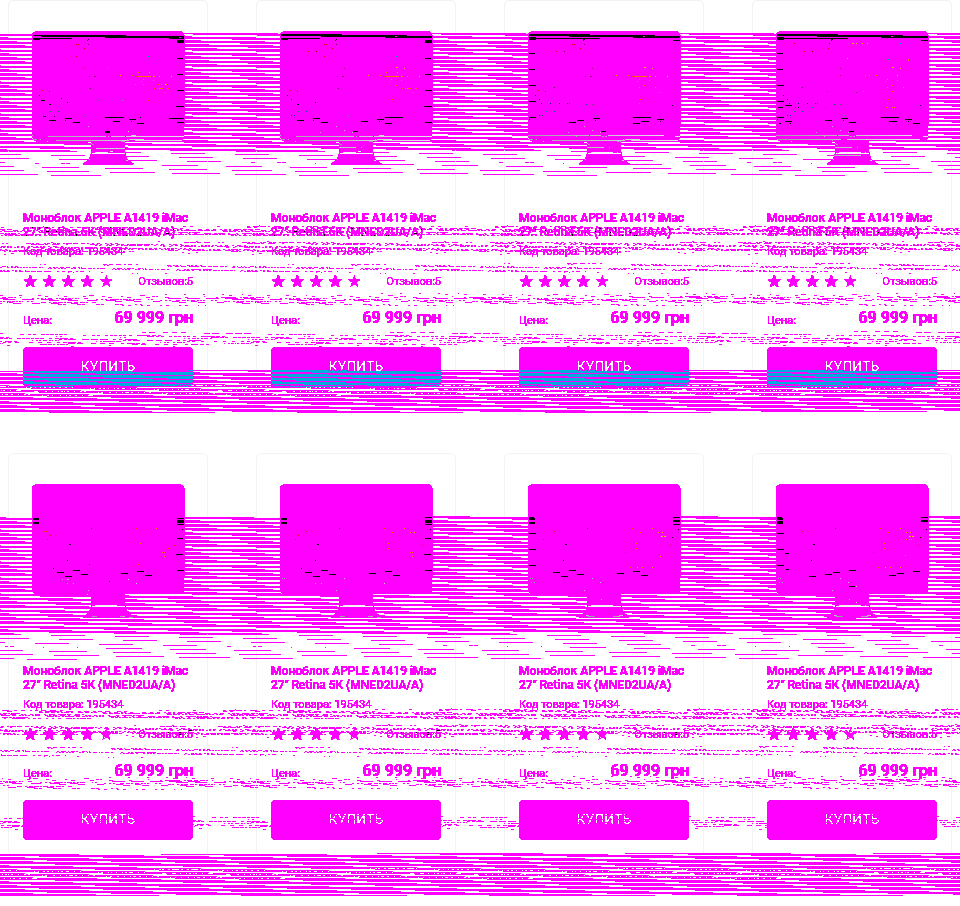 Моноблок APPLE A1419 iMac Моноблок APPLE A1419 iMac Моноблок APPLE A1419 iMac Моноблок APPLE A1419 iMac
27" Retina 5K (MNED2UA/A) 27" Retina 5K (MNED2UA/A) 27" Retina 5K (MNED2UA/A) 27" Retina 5K (MNED2UA/A)
Код товара: 195434 Код товара: 195434 Код товара: 195434 Код товара: 195434
Отзывов:5 Отзывов:5 Отзывов:5 Отзывов:5
Цена: 69 999 грн Цена: 69 999 грн Цена: 69 999 грн Цена: 69 999 грн
КУПИТЬ КУПИТЬ КУПИТЬ КУПИТЬ
Моноблок APPLE A1419 iMac Моноблок APPLE A1419 iMac Моноблок APPLE A1419 iMac Моноблок APPLE A1419 iMac
27" Retina 5K (MNED2UA/A) 27" Retina 5K (MNED2UA/A) 27" Retina 5K (MNED2UA/A) 27" Retina 5K (MNED2UA/A)
Код товара: 195434 Код товара: 195434 Код товара: 195434 Код товара: 195434
Отзывов:5 Отзывов:5 Отзывов:5 Отзывов:5
Цена: 69 999 грн Цена: 69 999 грн Цена: 69 999 грн Цена: 69 999 грн
КУПИТЬ КУПИТЬ КУПИТЬ КУПИТЬ